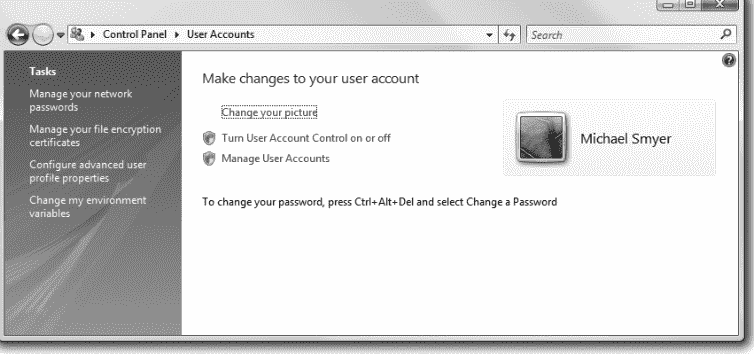 Control Panel ▸ User Accounts
Search
Tasks
Manage your network
passwords
Manage your file encryption
certificates
Configure advanced user
profile properties
Change my environment
variables
Make changes to your user account
Change your picture
Turn User Account Control on or off
Manage User Accounts
Michael Smyer
To change your password, press Ctrl+Alt+Del and select Change a Password